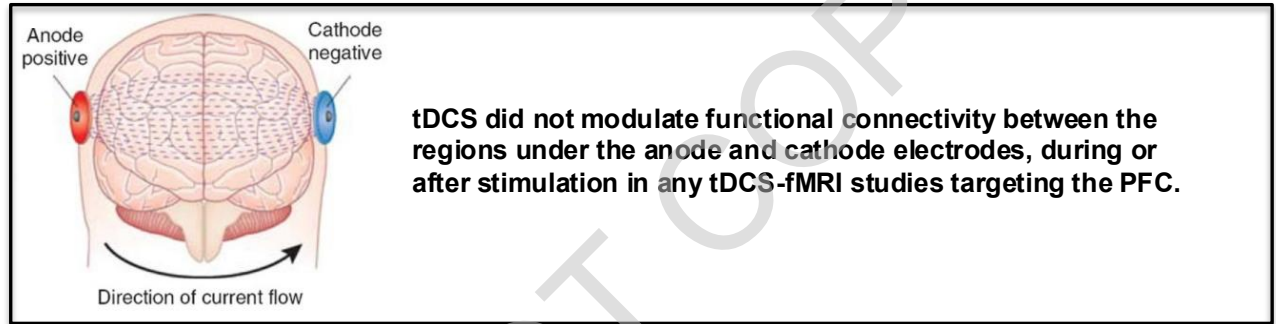 Anode
positive
Cathode
negative
tDCS did not modulate functional connectivity between the
regions under the anode and cathode electrodes, during or
after stimulation in any tDCS-fMRI studies targeting the PFC.
Direction of current flow
T COP